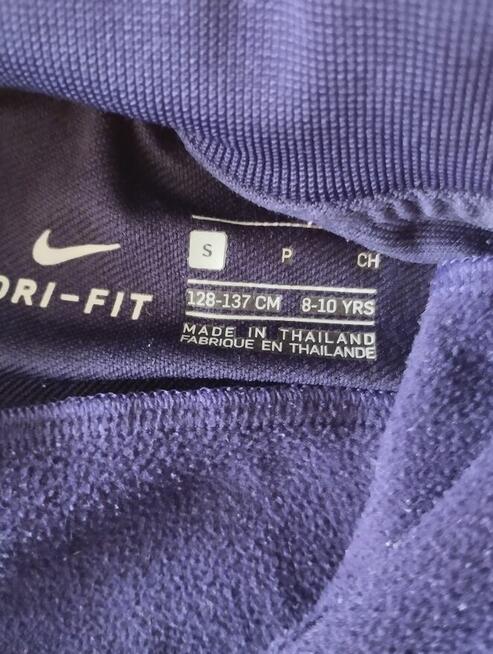 DRI-FIT
S P CH
128-137 CM 8-10 YRS
MADE IN THAILAND
FABRIQUE EN THAILANDE